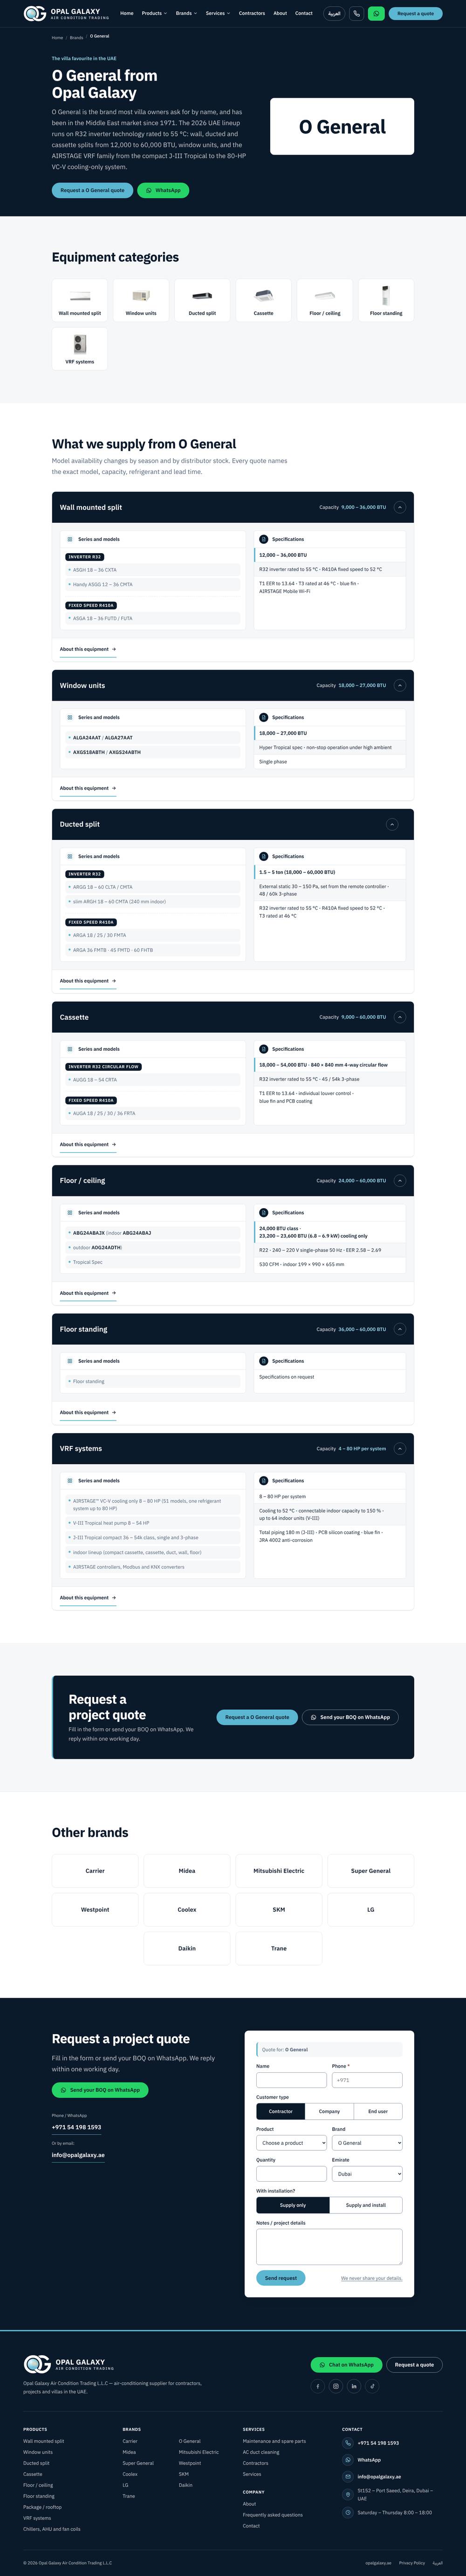 OPAL GALAXY
AIR CONDITION TRADING
Home
Products
Brands
Services
Contractors
About
Contact
العربية
Request a quote
Home / Brands / O General
The villa favourite in the UAE
O General from
Opal Galaxy
O General is the brand most villa owners ask for by name, and has
been in the Middle East market since 1971. The 2026 UAE lineup
runs on R32 inverter technology rated to 55 °C: wall, ducted and
cassette splits from 12,000 to 60,000 BTU, window units, and the
AIRSTAGE VRF family from the compact J-III Tropical to the 80-HP
VC-V cooling-only system.
Request a O General quote
WhatsApp
O General
Equipment categories
Wall mounted split
Window units
Ducted split
Cassette
Floor / ceiling
Floor standing
VRF systems
What we supply from O General
Model availability changes by season and by distributor stock. Every quote names
the exact model, capacity, refrigerant and lead time.
Wall mounted split
Capacity 9,000 – 36,000 BTU
Series and models
INVERTER R32
ASGH 18 – 36 CXTA
Handy ASGG 12 – 36 CMTA
FIXED SPEED R410A
ASGA 18 – 36 FUTD / FUTA
Specifications
12,000 – 36,000 BTU
R32 inverter rated to 55 °C · R410A fixed speed to 52 °C
T1 EER to 13.64 · T3 rated at 46 °C · blue fin ·
AIRSTAGE Mobile Wi-Fi
About this equipment →
Window units
Capacity 18,000 – 27,000 BTU
Series and models
ALGA24AAT / ALGA27AAT
AXGS18ABTH / AXGS24ABTH
Specifications
18,000 – 27,000 BTU
Hyper Tropical spec · non-stop operation under high ambient
Single phase
About this equipment →
Ducted split
Series and models
INVERTER R32
ARGG 18 – 60 CLTA / CMTA
slim ARGH 18 – 60 CMTA (240 mm indoor)
FIXED SPEED R410A
ARGA 18 / 25 / 30 FMTA
ARGA 36 FMTB · 45 FMTD · 60 FHTB
Specifications
1.5 – 5 ton (18,000 – 60,000 BTU)
External static 30 – 150 Pa, set from the remote controller ·
48 / 60k 3-phase
R32 inverter rated to 55 °C · R410A fixed speed to 52 °C ·
T3 rated at 46 °C
About this equipment →
Cassette
Capacity 9,000 – 60,000 BTU
Series and models
INVERTER R32 CIRCULAR FLOW
AUGG 18 – 54 CRTA
FIXED SPEED R410A
AUGA 18 / 25 / 30 / 36 FRTA
Specifications
18,000 – 54,000 BTU · 840 × 840 mm 4-way circular flow
R32 inverter rated to 55 °C · 45 / 54k 3-phase
T1 EER to 13.64 · individual louver control ·
blue fin and PCB coating
About this equipment →
Floor / ceiling
Capacity 24,000 – 60,000 BTU
Series and models
ABG24ABAJX (indoor ABG24ABAJ
outdoor AOG24ADTH)
Tropical Spec
Specifications
24,000 BTU class ·
23,200 – 23,600 BTU (6.8 – 6.9 kW) cooling only
R22 · 240 – 220 V single-phase 50 Hz · EER 2.58 – 2.69
530 CFM · indoor 199 × 990 × 655 mm
About this equipment →
Floor standing
Capacity 36,000 – 60,000 BTU
Series and models
Floor standing
Specifications
Specifications on request
About this equipment →
VRF systems
Capacity 4 – 80 HP per system
Series and models
AIRSTAGE™ VC-V cooling only 8 – 80 HP (51 models, one refrigerant
system up to 80 HP)
V-III Tropical heat pump 8 – 54 HP
J-III Tropical compact 36 – 54k class, single and 3-phase
indoor lineup (compact cassette, cassette, duct, wall, floor)
AIRSTAGE controllers, Modbus and KNX converters
Specifications
8 – 80 HP per system
Cooling to 52 °C · connectable indoor capacity to 150 % ·
up to 64 indoor units (V-III)
Total piping 180 m (J-III) · PCB silicon coating · blue fin ·
JRA 4002 anti-corrosion
About this equipment →
Request a
project quote
Fill in the form or send your BOQ on WhatsApp. We
reply within one working day.
Request a O General quote
Send your BOQ on WhatsApp
Other brands
Carrier
Midea
Mitsubishi Electric
Super General
Westpoint
Coolex
SKM
LG
Daikin
Trane
Request a project quote
Fill in the form or send your BOQ on WhatsApp. We reply
within one working day.
Send your BOQ on WhatsApp
Phone / WhatsApp
+971 54 198 1593
Or by email:
info@opalgalaxy.ae
Quote for: O General
Name
Phone *
+971
Customer type
Contractor
Company
End user
Product
Brand
Choose a product
O General
Quantity
Emirate
Dubai
With installation?
Supply only
Supply and install
Notes / project details
Send request
We never share your details.
OPAL GALAXY
AIR CONDITION TRADING
Opal Galaxy Air Condition Trading L.L.C — air-conditioning supplier for contractors,
projects and villas in the UAE.
Chat on WhatsApp
Request a quote
PRODUCTS
Wall mounted split
Window units
Ducted split
Cassette
Floor / ceiling
Floor standing
Package / rooftop
VRF systems
Chillers, AHU and fan coils
BRANDS
Carrier
Midea
Super General
Coolex
LG
Trane
O General
Mitsubishi Electric
Westpoint
SKM
Daikin
SERVICES
Maintenance and spare parts
AC duct cleaning
Contractors
Services
COMPANY
About
Frequently asked questions
Contact
CONTACT
+971 54 198 1593
WhatsApp
info@opalgalaxy.ae
St152 – Port Saeed, Deira, Dubai –
UAE
Saturday – Thursday 8:00 – 18:00
© 2026 Opal Galaxy Air Condition Trading L.L.C
opalgalaxy.ae
Privacy Policy
العربية